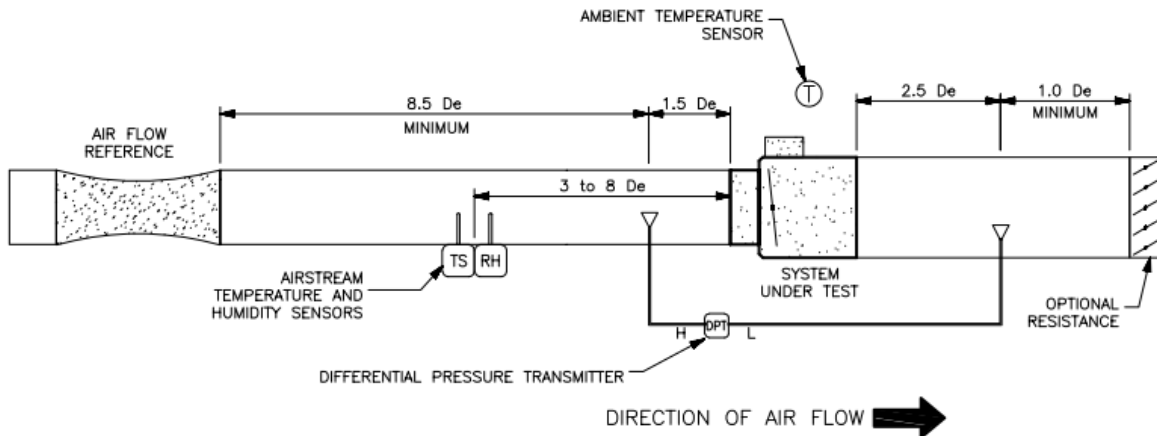 AMBIENT TEMPERATURE
SENSOR
T
8.5 De
MINIMUM
1.5 De
2.5 De
1.0 De
MINIMUM
AIR FLOW
REFERENCE
3 to 8 De
TS
RH
AIRSTREAM
TEMPERATURE AND
HUMIDITY SENSORS
SYSTEM
UNDER TEST
OPTIONAL
RESISTANCE
H
DPT
L
DIFFERENTIAL PRESSURE TRANSMITTER
DIRECTION OF AIR FLOW